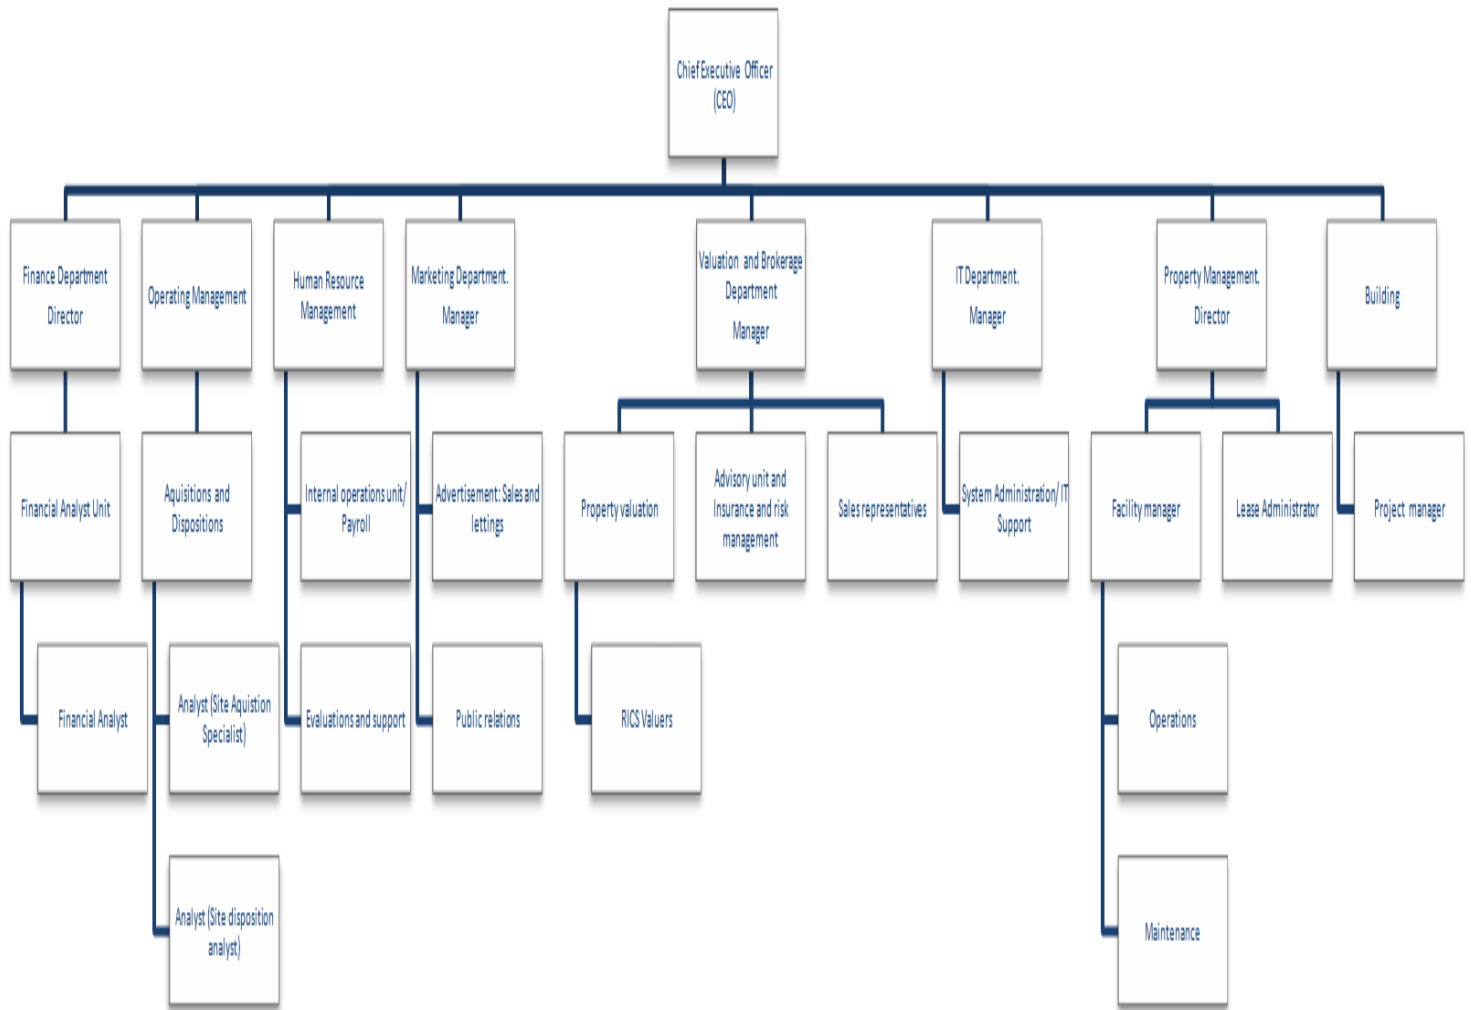 Chief Executive Officer
(CEO)
Finance Department
Director
Operating Management
Human Resource
Management
Marketing Department.
Manager
Valuation and Brokerage
Department
Manager
IT Department.
Manager
Property Management.
Director
Building
Financial Analyst Unit
Aquisitions and
Dispositions
Internal operations unit/
Payroll
Advertisement: Sales and
lettings
Property valuation
Advisory unit and
Insurance and risk
management
Sales representatives
System Administration/ IT
Support
Facility manager
Lease Administrator
Project manager
Financial Analyst
Analyst (Site Aquistion
Specialist)
Evaluations and support
Public relations
RICS Valuers
Operations
Analyst (Site disposition
analyst)
Maintenance